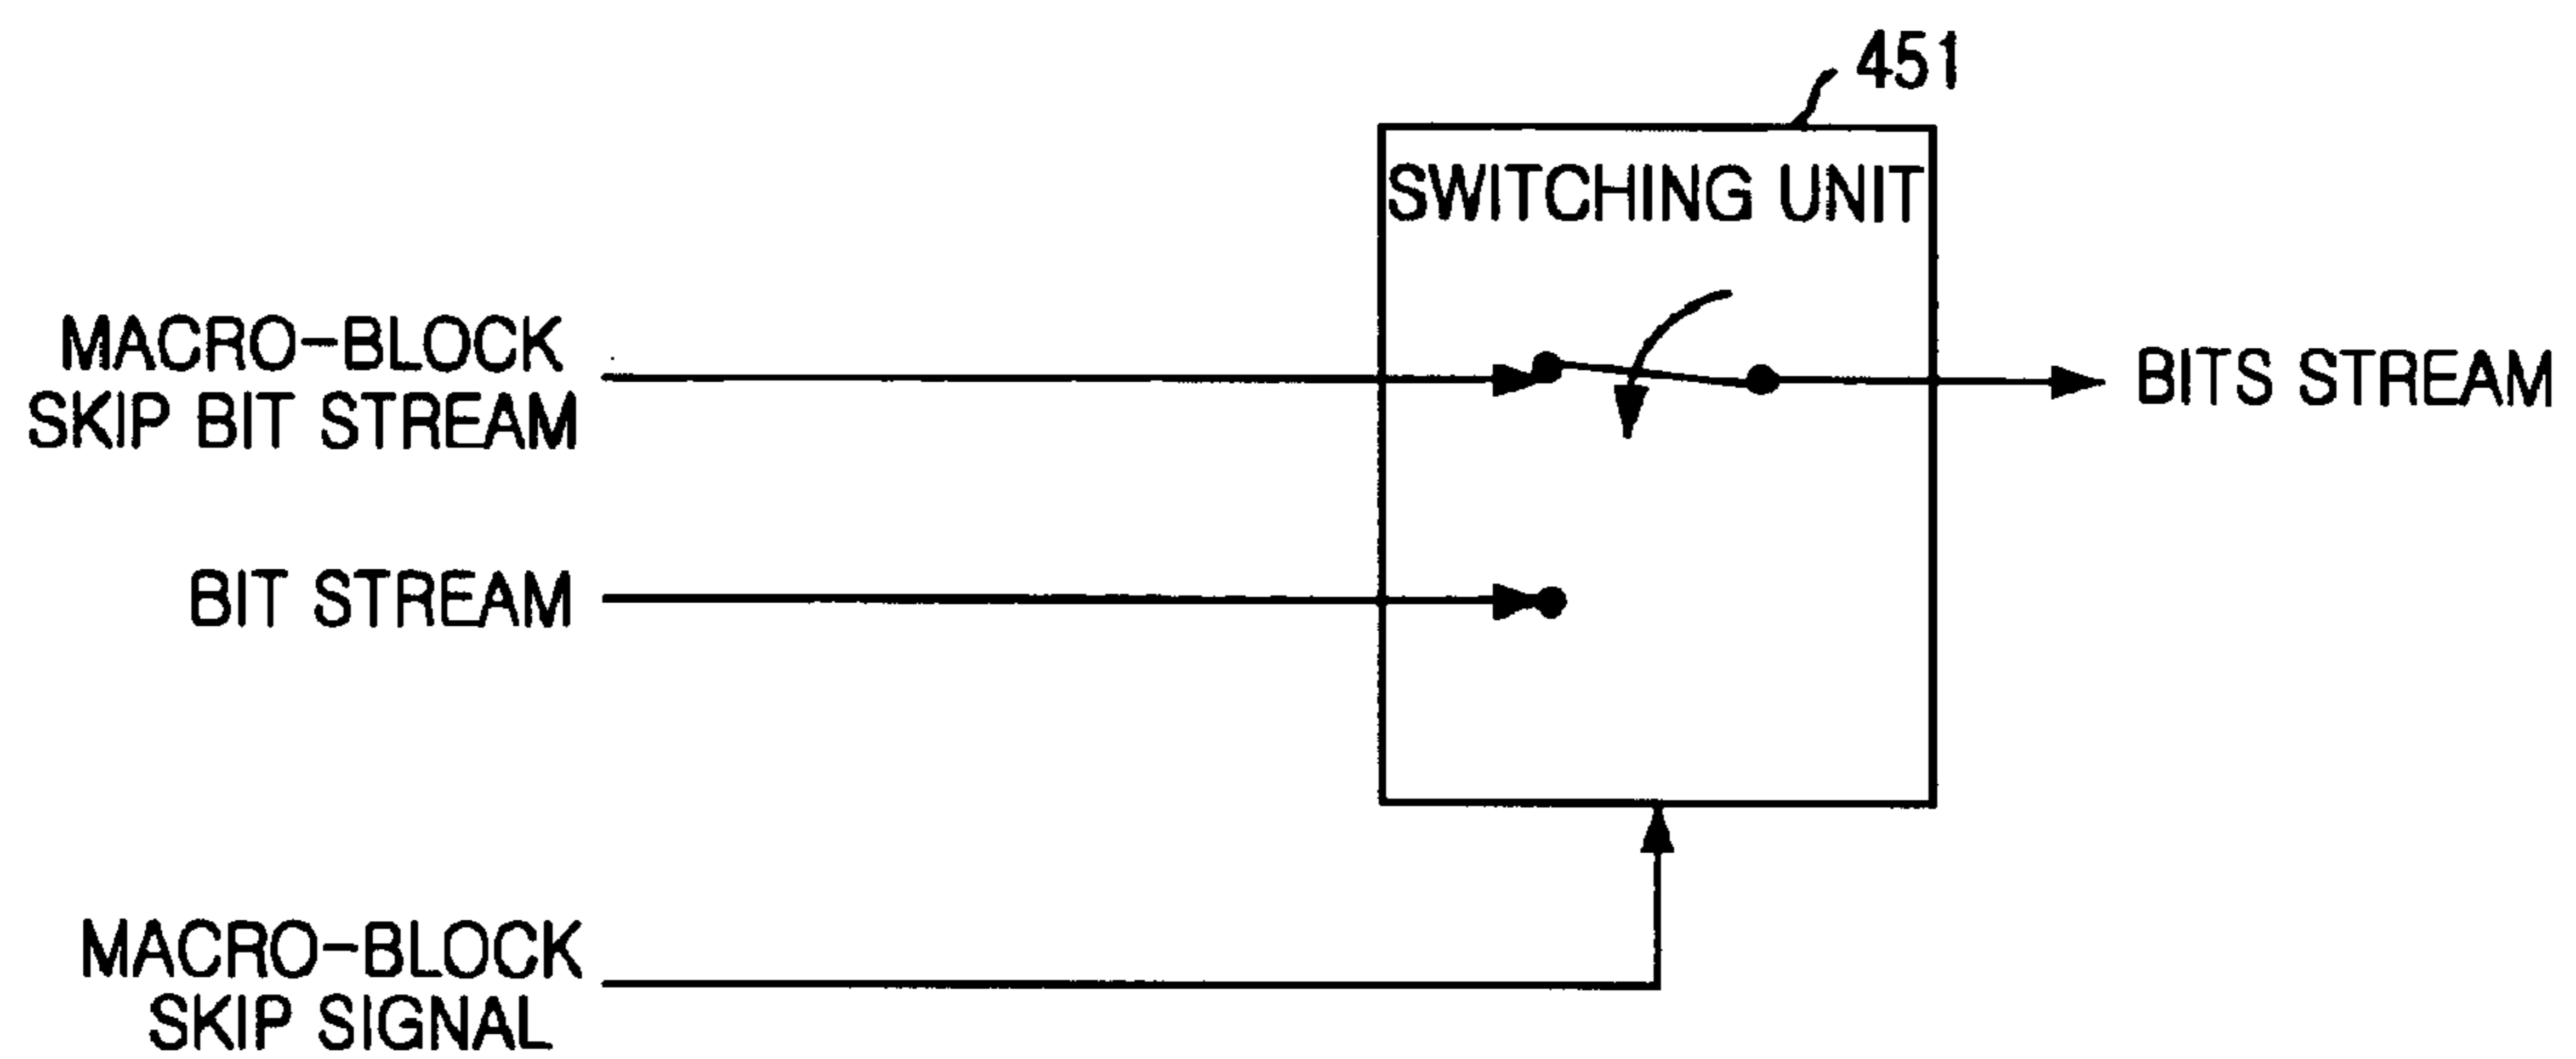 451
SWITCHING UNIT
MACRO-BLOCK
SKIP BIT STREAM
BITS STREAM
BIT STREAM
MACRO-BLOCK
SKIP SIGNAL